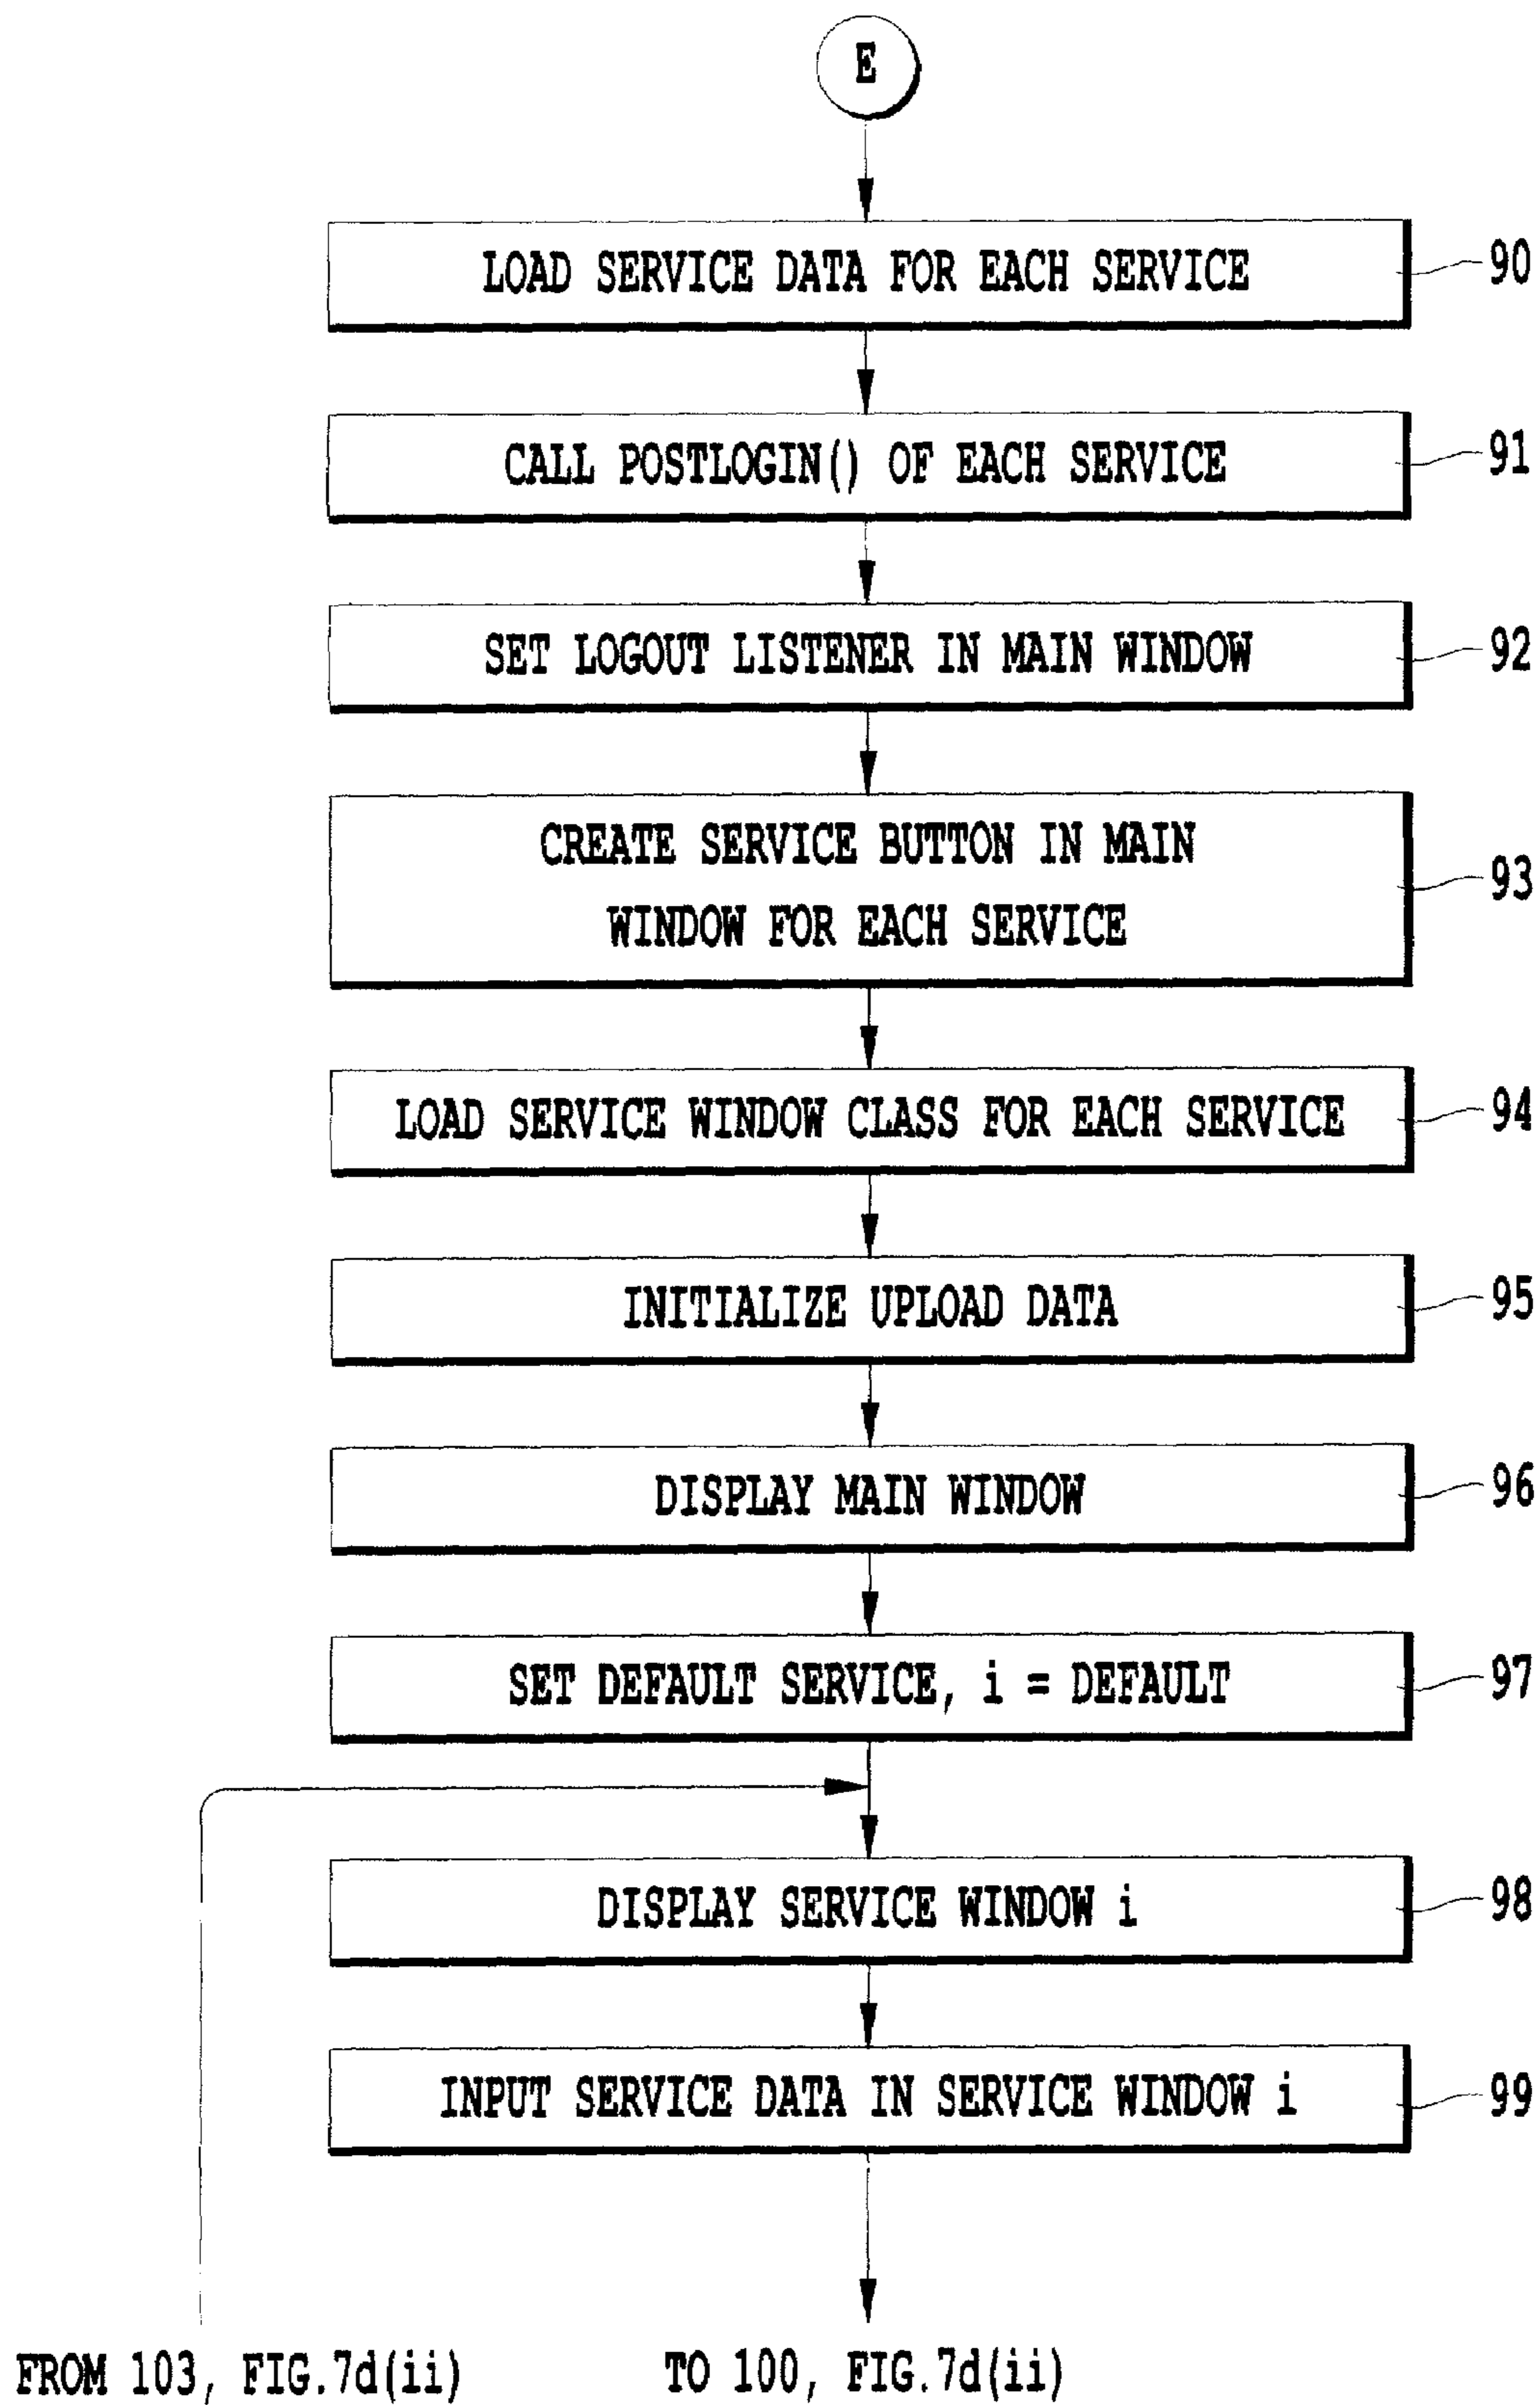 E
LOAD SERVICE DATA FOR EACH SERVICE
90
CALL POSTLOGIN() OF EACH SERVICE
91
SET LOGOUT LISTENER IN MAIN WINDOW
92
CREATE SERVICE BUTTON IN MAIN
WINDOW FOR EACH SERVICE
93
LOAD SERVICE WINDOW CLASS FOR EACH SERVICE
94
INITIALIZE UPLOAD DATA
95
DISPLAY MAIN WINDOW
96
SET DEFAULT SERVICE, i = DEFAULT
97
DISPLAY SERVICE WINDOW i
98
INPUT SERVICE DATA IN SERVICE WINDOW i
99
FROM 103, FIG.7d(ii)
TO 100, FIG.7d(ii)